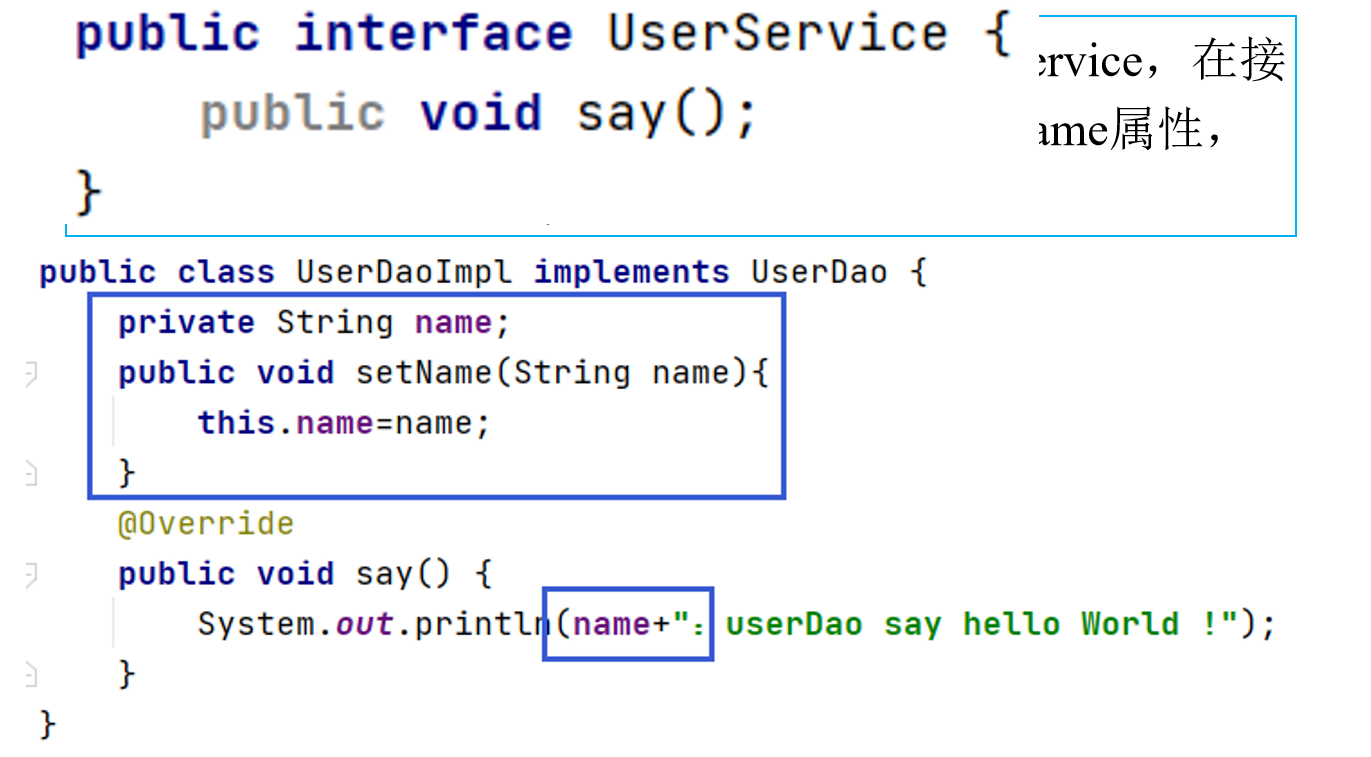 public interface UserService {
public void say();
}
ervice，在接
ame属性，
public class UserDaoImpl implements UserDao {
private String name;
public void setName(String name){
this.name=name;
}
@Override
public void say() {
System.out.println(name+"：userDao say hello World !");
}
}